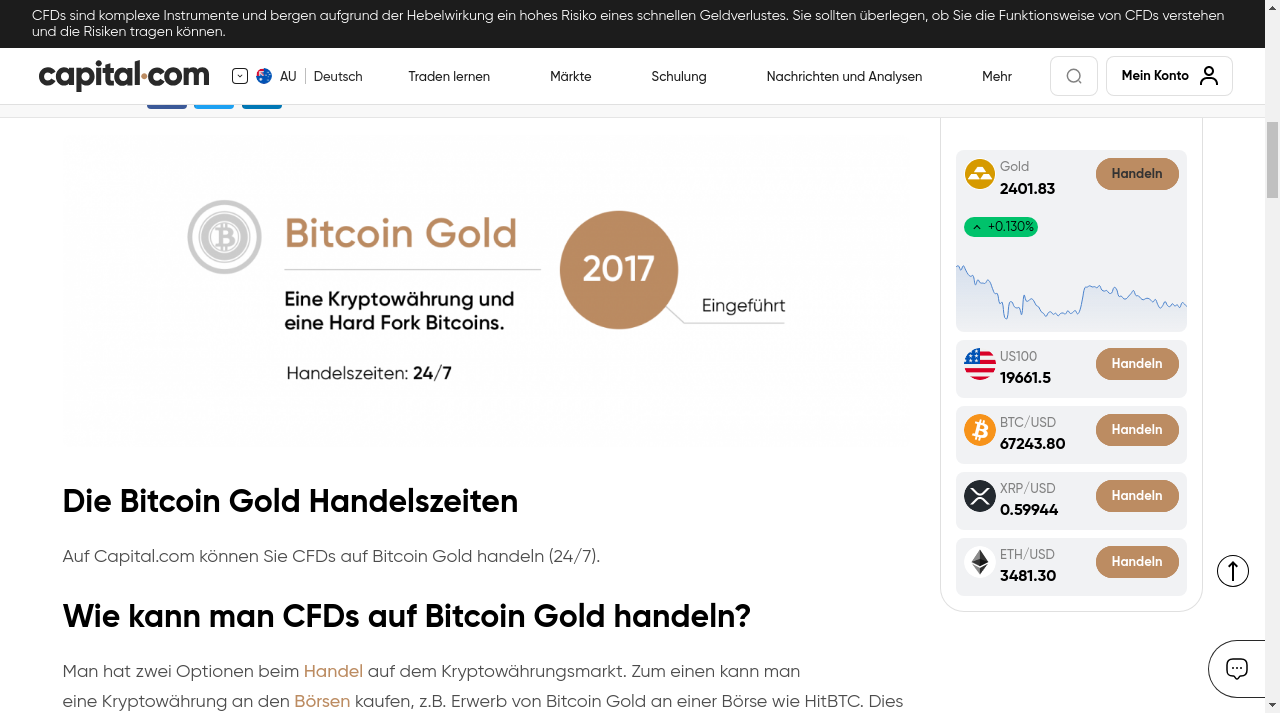 CFDs sind komplexe Instrumente und bergen aufgrund der Hebelwirkung ein hohes Risiko eines schnellen Geldverlustes. Sie sollten überlegen, ob Sie die Funktionsweise von CFDs verstehen
und die Risiken tragen können.
capital.com
AU
Deutsch
Traden lernen
Märkte
Schulung
Nachrichten und Analysen
Mehr
Mein Konto
Bitcoin Gold
Eine Kryptowährung und
eine Hard Fork Bitcoins.
Handelszeiten: 24/7
2017
Eingeführt
Die Bitcoin Gold Handelszeiten
Auf Capital.com können Sie CFDs auf Bitcoin Gold handeln (24/7).
Wie kann man CFDs auf Bitcoin Gold handeln?
Man hat zwei Optionen beim Handel auf dem Kryptowährungsmarkt. Zum einen kann man
eine Kryptowährung an den Börsen kaufen, z.B. Erwerb von Bitcoin Gold an einer Börse wie HitBTC. Dies
Gold
2401.83
Handeln
+0.130%
US100
19661.5
Handeln
BTC/USD
67243.80
Handeln
XRP/USD
0.59944
Handeln
ETH/USD
3481.30
Handeln